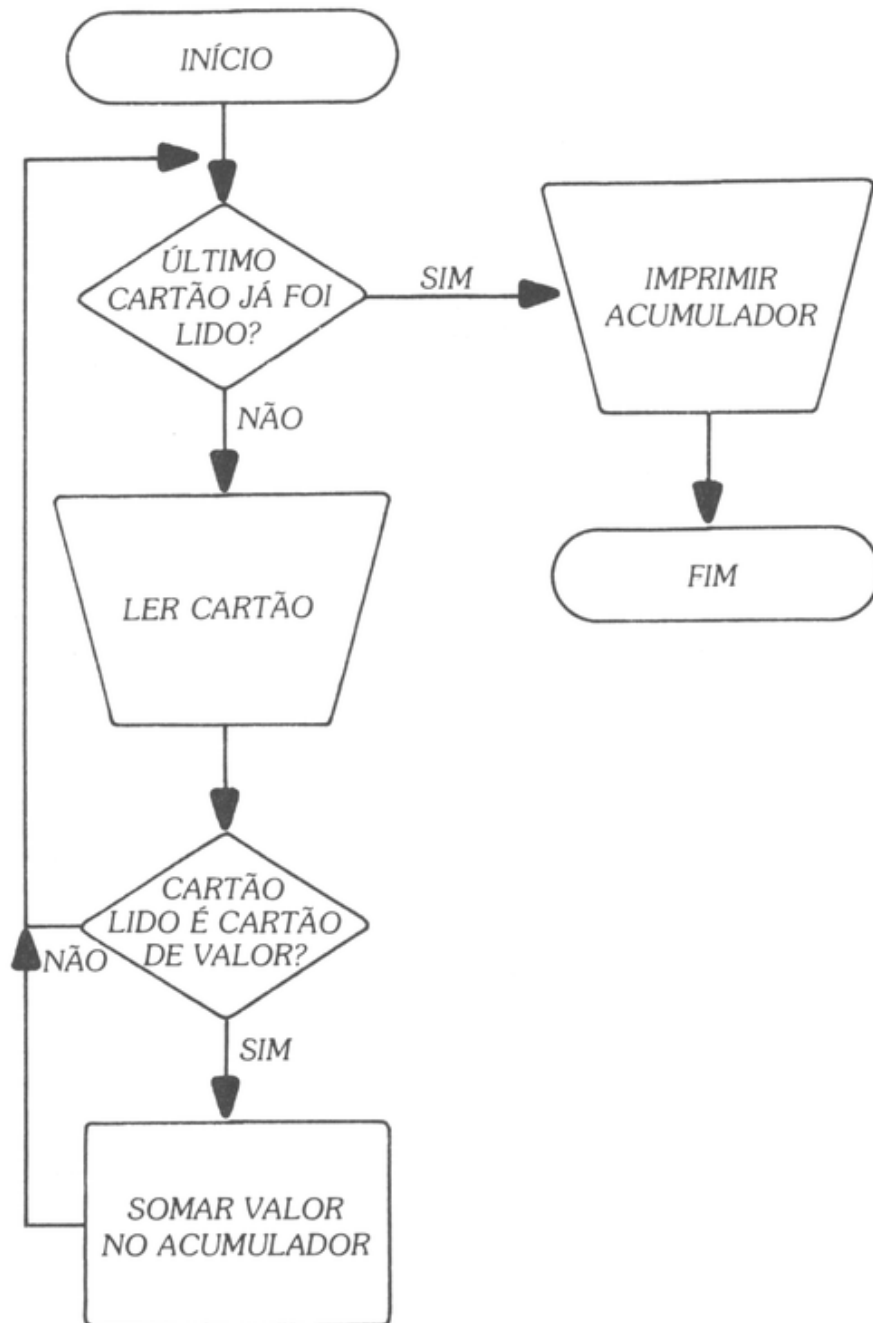 INÍCIO
ÚLTIMO
CARTÃO JÁ FOI
LIDO?
SIM
IMPRIMIR
ACUMULADOR
NÃO
LER CARTÃO
FIM
CARTÃO
LIDO É CARTÃO
DE VALOR?
NÃO
SIM
SOMAR VALOR
NO ACUMULADOR